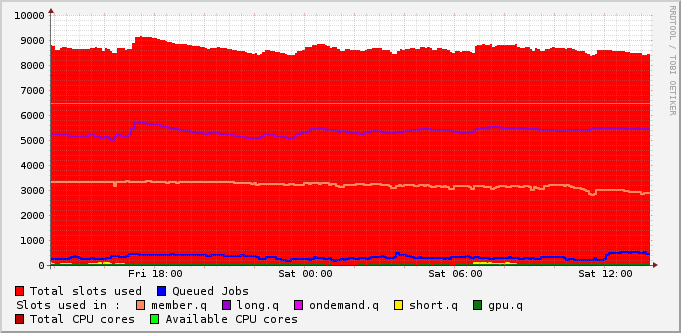 10000
9000
8000
7000
6000
5000
4000
3000
2000
1000
0
Fri 18:00 Sat 00:00 Sat 06:00 Sat 12:00
RRDTOOL / TOBI OETIKER
Total slots used Queued Jobs
Slots used in : member.q long.q ondemand.q short.q gpu.q
Total CPU cores Available CPU cores